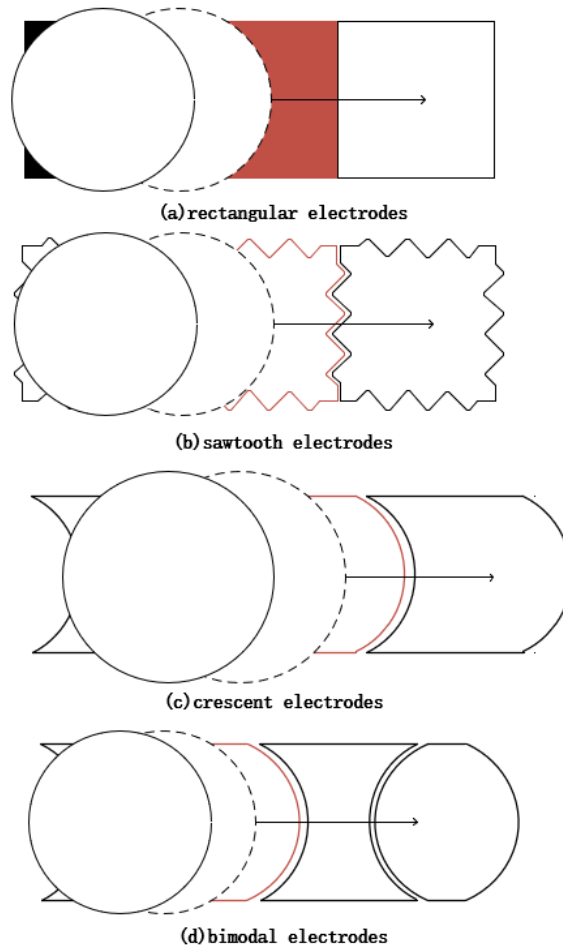 (a)rectangular electrodes
(b)sawtooth electrodes
(c)crescent electrodes
(d)bimodal electrodes